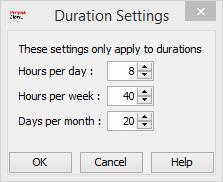 Project
Duration Settings
These settings only apply to durations
Hours per day : 8
Hours per week : 40
Days per month : 20
OK Cancel Help